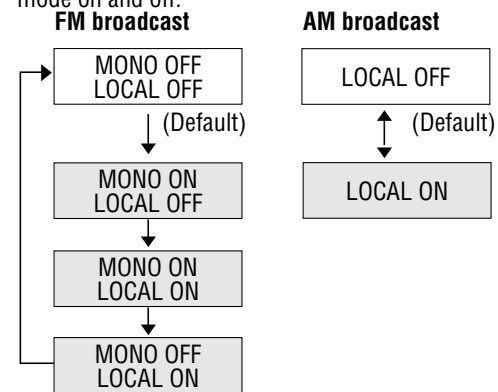 mode on and off.
FM broadcast
MONO OFF
LOCAL OFF
(Default)
MONO ON
LOCAL OFF
MONO ON
LOCAL ON
MONO OFF
LOCAL ON
AM broadcast
LOCAL OFF
(Default)
LOCAL ON